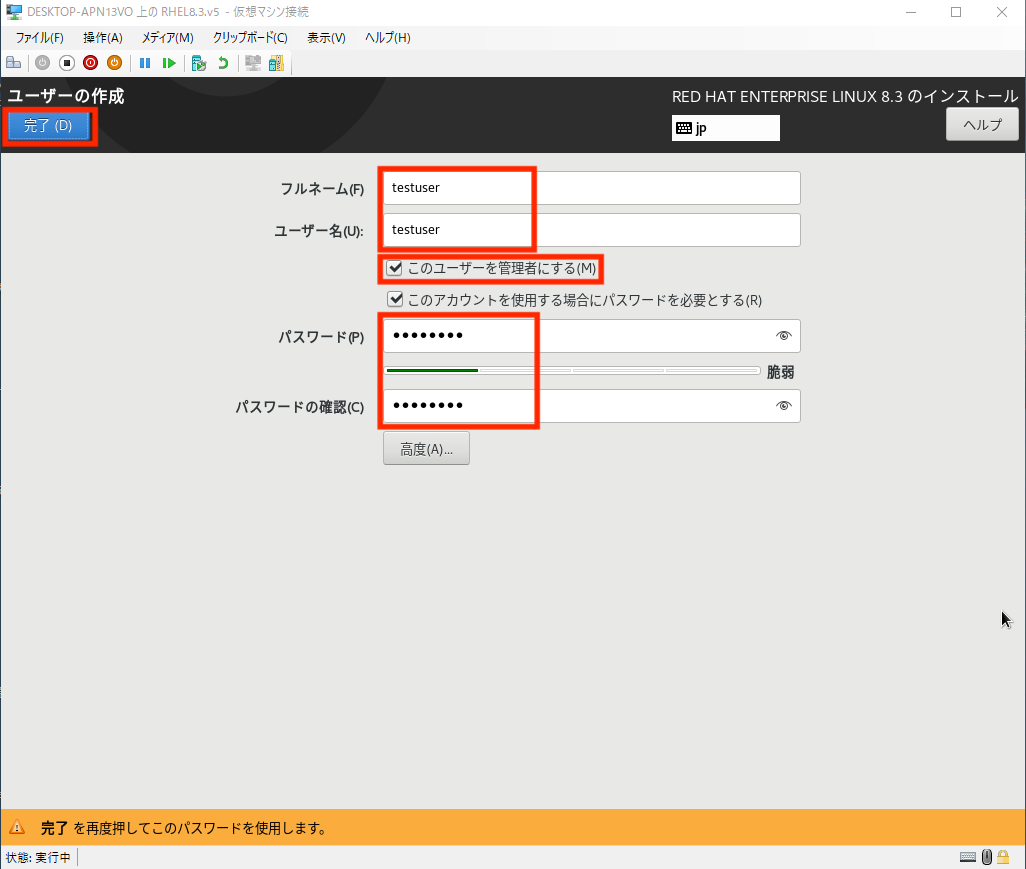 DESKTOP-APN13VO 上の RHEL8.3.v5 - 仮想マシン接続
ファイル(F) 操作(A) メディア(M) クリップボード(C) 表示(V) ヘルプ(H)
ユーザーの作成
RED HAT ENTERPRISE LINUX 8.3 のインストール
完了 (D)
jp
ヘルプ
フルネーム(F) testuser
ユーザー名(U): testuser
このユーザーを管理者にする(M)
このアカウントを使用する場合にパスワードを必要とする(R)
パスワード(P) ●●●●●●●●
脆弱
パスワードの確認(C) ●●●●●●●●
高度(A)...
完了 を再度押してこのパスワードを使用します。
状態: 実行中